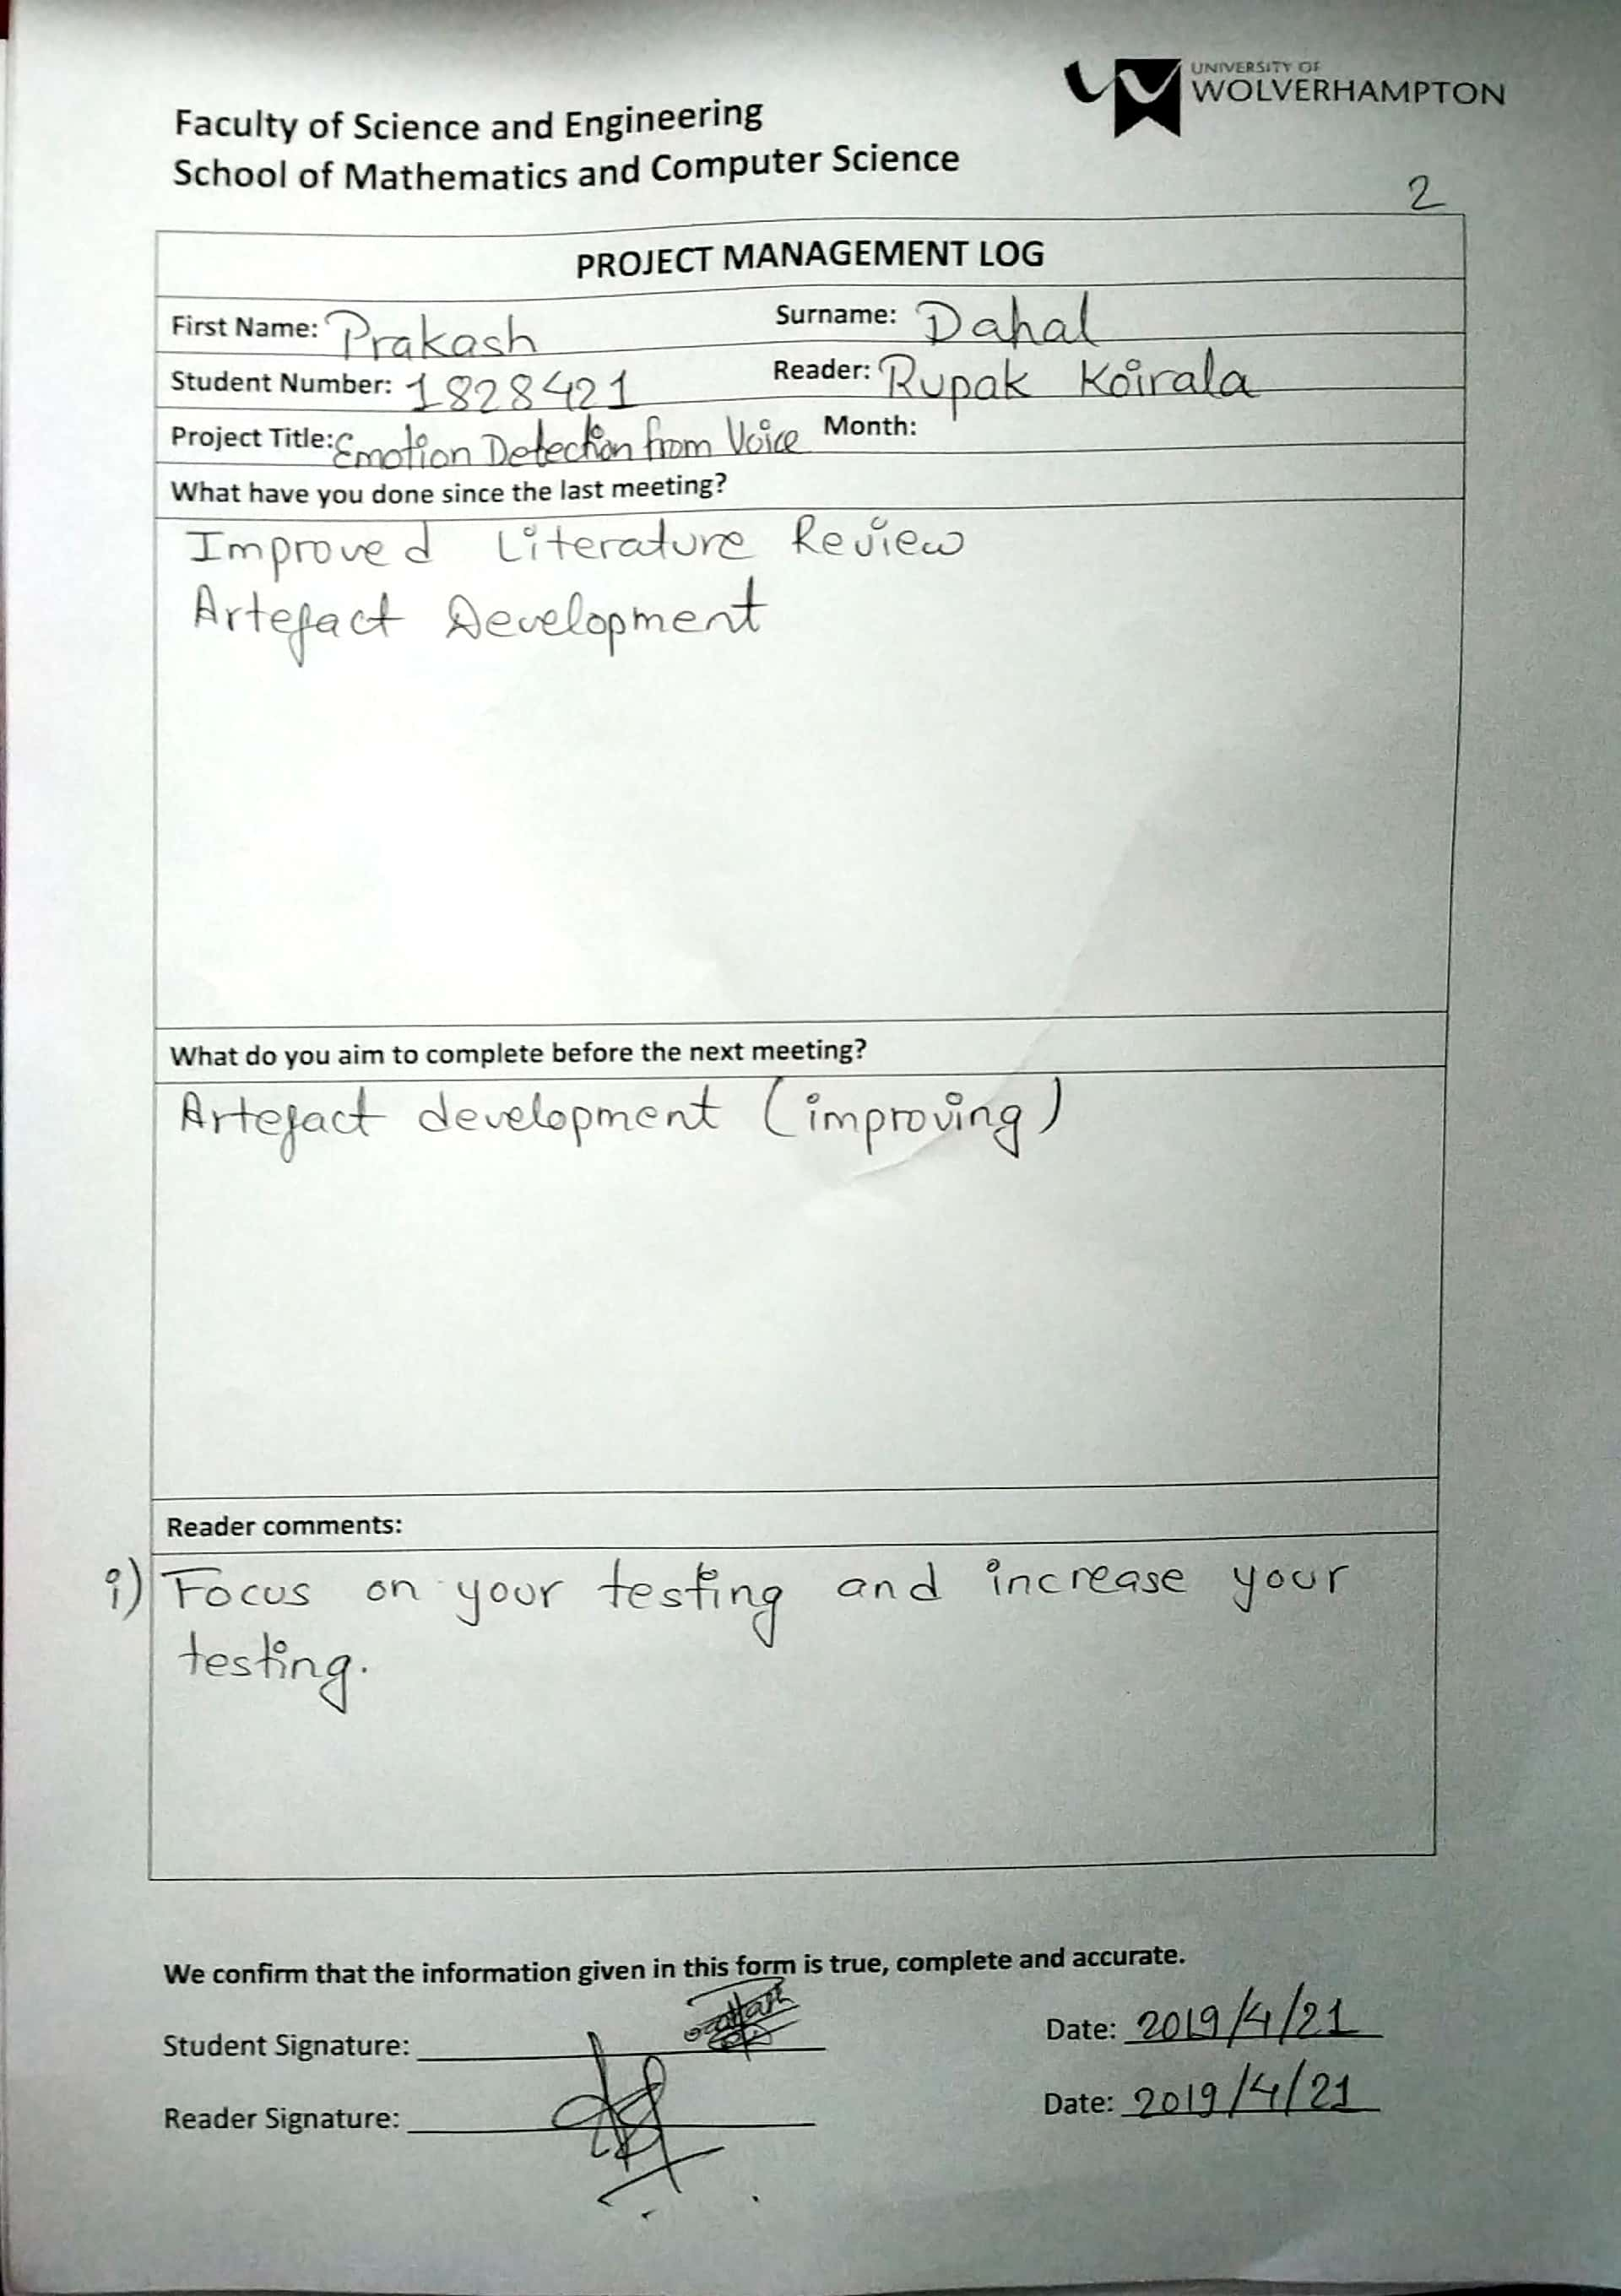 UNIVERSITY OF
WOLVERHAMPTON
Faculty of Science and Engineering
School of Mathematics and Computer Science
2
PROJECT MANAGEMENT LOG
First Name: Prakash Surname: Dahal
Student Number: 1828421 Reader: Rupak Koirala
Project Title: Emotion Detection from Voice Month:
What have you done since the last meeting?
Improved Literature Review
Artefact Development
What do you aim to complete before the next meeting?
Artefact development (improving)
Reader comments:
i) Focus on your testing and increase your
testing.
We confirm that the information given in this form is true, complete and accurate.
Student Signature: Date: 2019/4/21
Reader Signature: Date: 2019/4/21